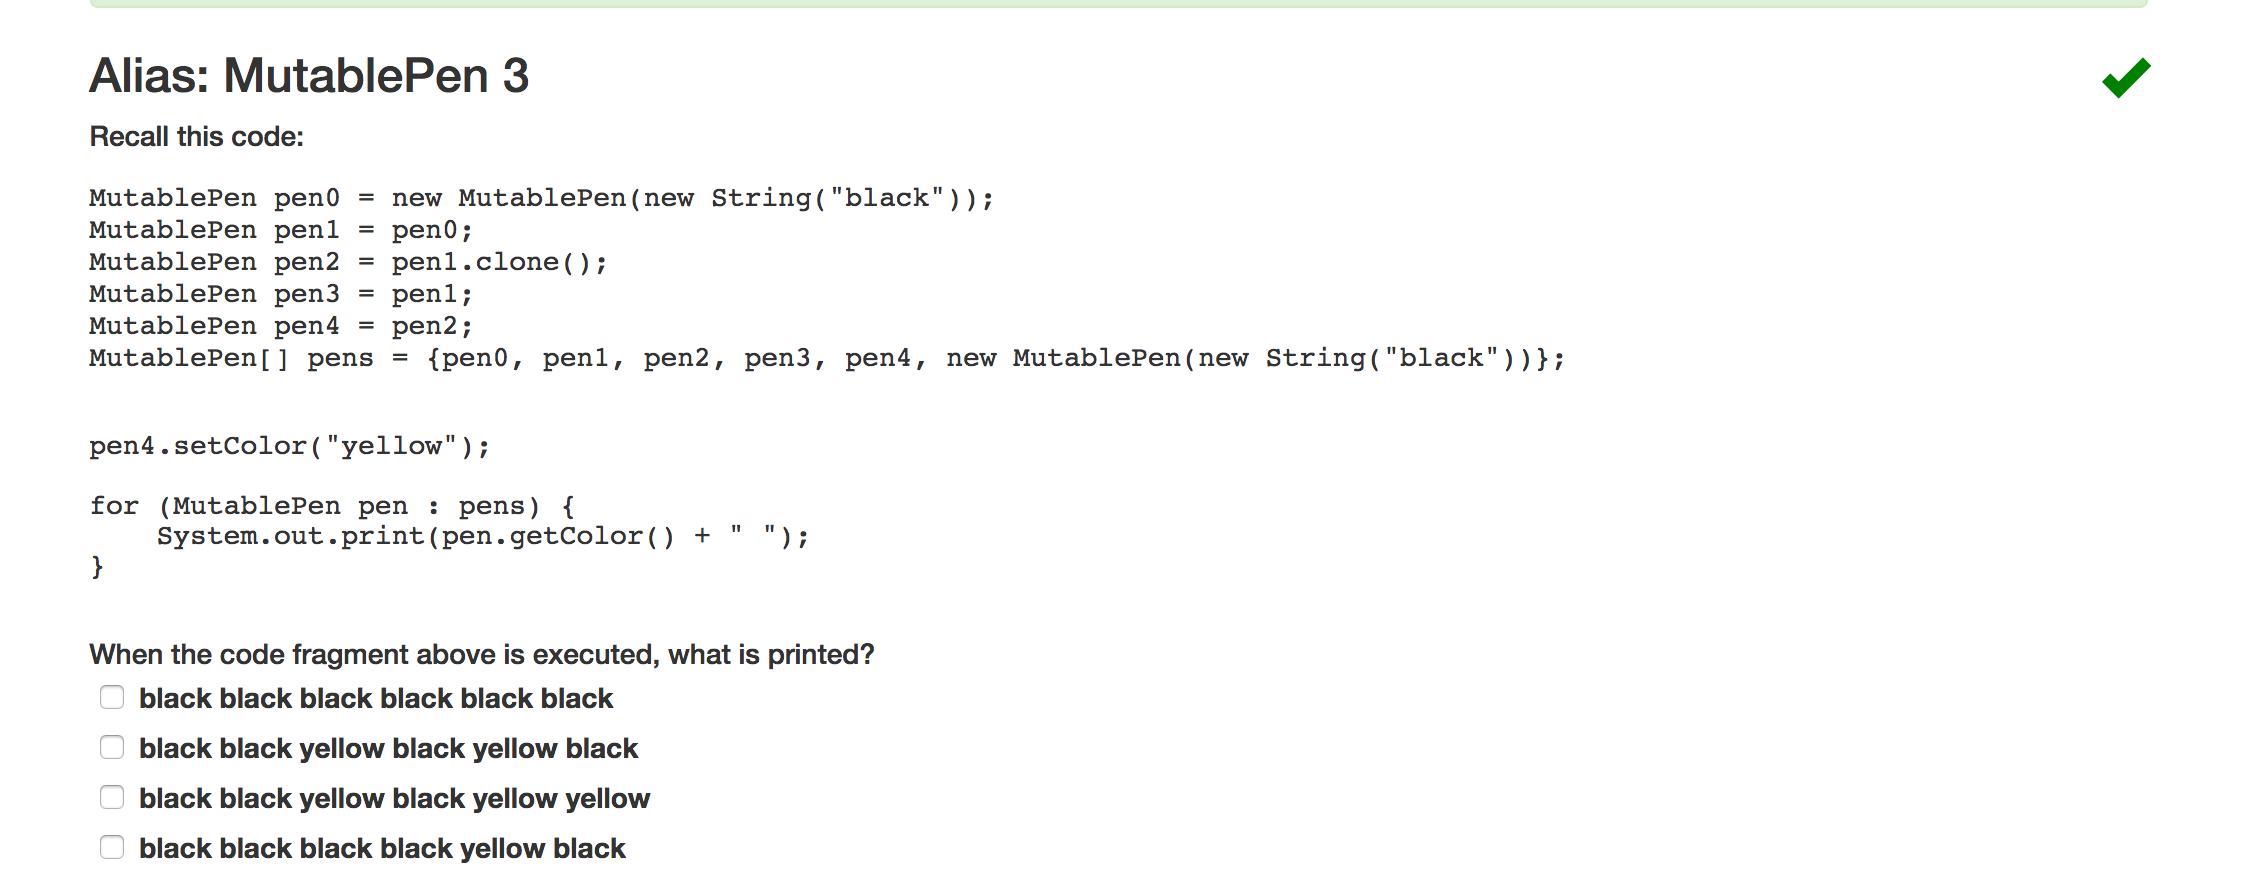 Alias: MutablePen 3
Recall this code:
MutablePen pen0 = new MutablePen(new String("black"));
MutablePen pen1 = pen0;
MutablePen pen2 = pen1.clone();
MutablePen pen3 = pen1;
MutablePen pen4 = pen2;
MutablePen[] pens = {pen0, pen1, pen2, pen3, pen4, new MutablePen(new String("black"))};
pen4.setColor("yellow");
for (MutablePen pen : pens) {
    System.out.print(pen.getColor() + " ");
}
When the code fragment above is executed, what is printed?
black black black black black black
black black yellow black yellow black
black black yellow black yellow yellow
black black black black yellow black